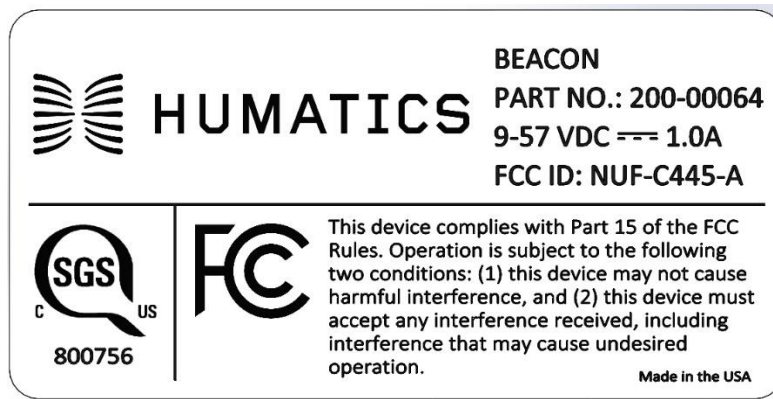 HUMATICS
BEACON
PART NO.: 200-00064
9-57 VDC ⎓ 1.0A
FCC ID: NUF-C445-A
SGS
C US
800756
FC
This device complies with Part 15 of the FCC
Rules. Operation is subject to the following
two conditions: (1) this device may not cause
harmful interference, and (2) this device must
accept any interference received, including
interference that may cause undesired
operation.
Made in the USA